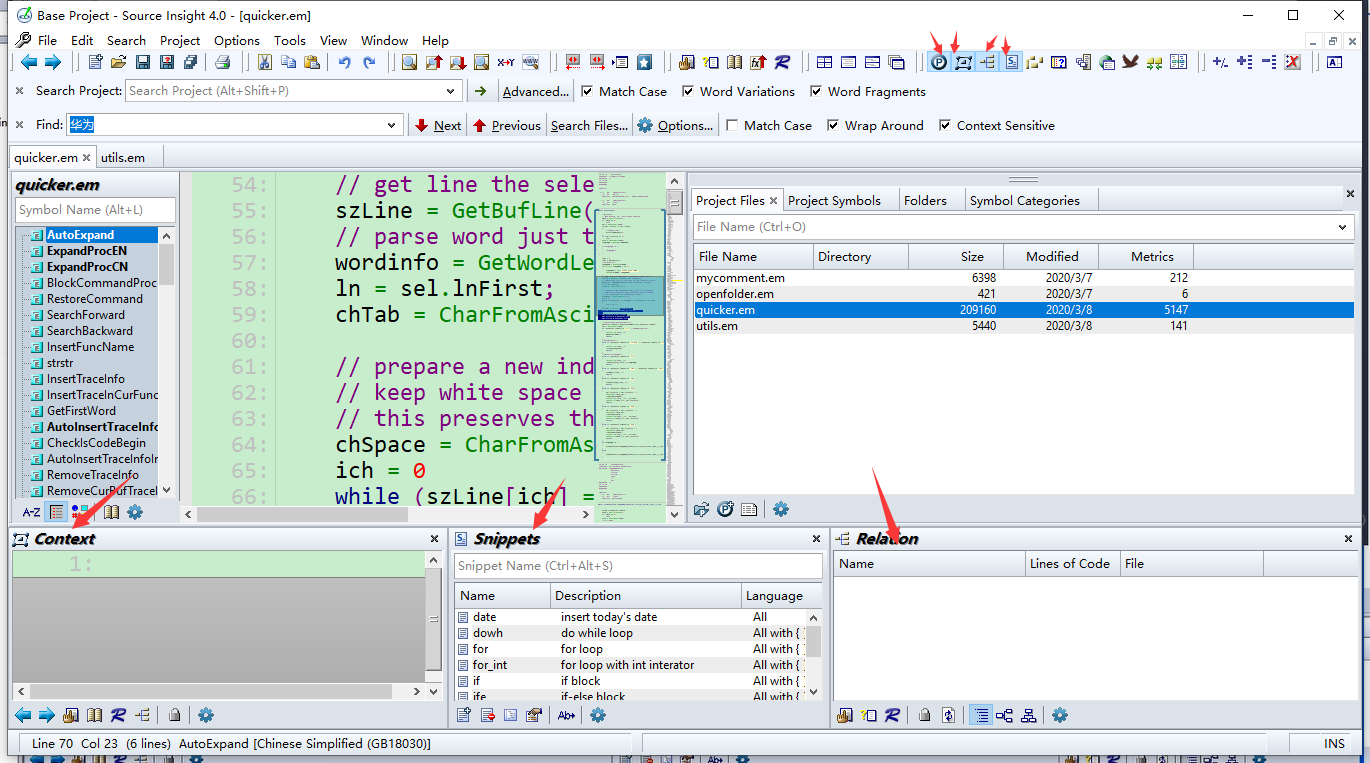 Base Project - Source Insight 4.0 - [quicker.em]
File Edit Search Project Options Tools View Window Help
Search Project: Search Project (Alt+Shift+P) Advanced... Match Case Word Variations Word Fragments
Find: 华为 Next Previous Search Files... Options... Match Case Wrap Around Context Sensitive
quicker.em utils.em
quicker.em
Symbol Name (Alt+L)
AutoExpand
ExpandProcEN
ExpandProcCN
BlockCommandProc
RestoreCommand
SearchForward
SearchBackward
InsertFuncName
strstr
InsertTraceInfo
InsertTraceInCurFunc
GetFirstWord
AutoInsertTraceInfo
CheckIsCodeBegin
AutoInsertTraceInfoIn
RemoveTraceInfo
RemoveCurBufTraceI
A-Z
54: // get line the sele
55: szLine = GetBufLine(
56: // parse word just t
57: wordinfo = GetWordLe
58: ln = sel.lnFirst;
59: chTab = CharFromAsci
60:
61: // prepare a new ind
62: // keep white space
63: // this preserves th
64: chSpace = CharFromAs
65: ich = 0
66: while (szLine[ich] =
Project Files Project Symbols Folders Symbol Categories
File Name (Ctrl+O)
File Name Directory Size Modified Metrics
mycomment.em 6398 2020/3/7 212
openfolder.em 421 2020/3/7 6
quicker.em 209160 2020/3/8 5147
utils.em 5440 2020/3/8 141
Context
1:
Snippets
Snippet Name (Ctrl+Alt+S)
Name Description Language
date insert today's date All
dowh do while loop All with { }
for for loop All with { }
for_int for loop with int interator All with { }
if if block All with { }
ife if-else block All with { }
Relation
Name Lines of Code File
Line 70 Col 23 (6 lines) AutoExpand [Chinese Simplified (GB18030)] INS